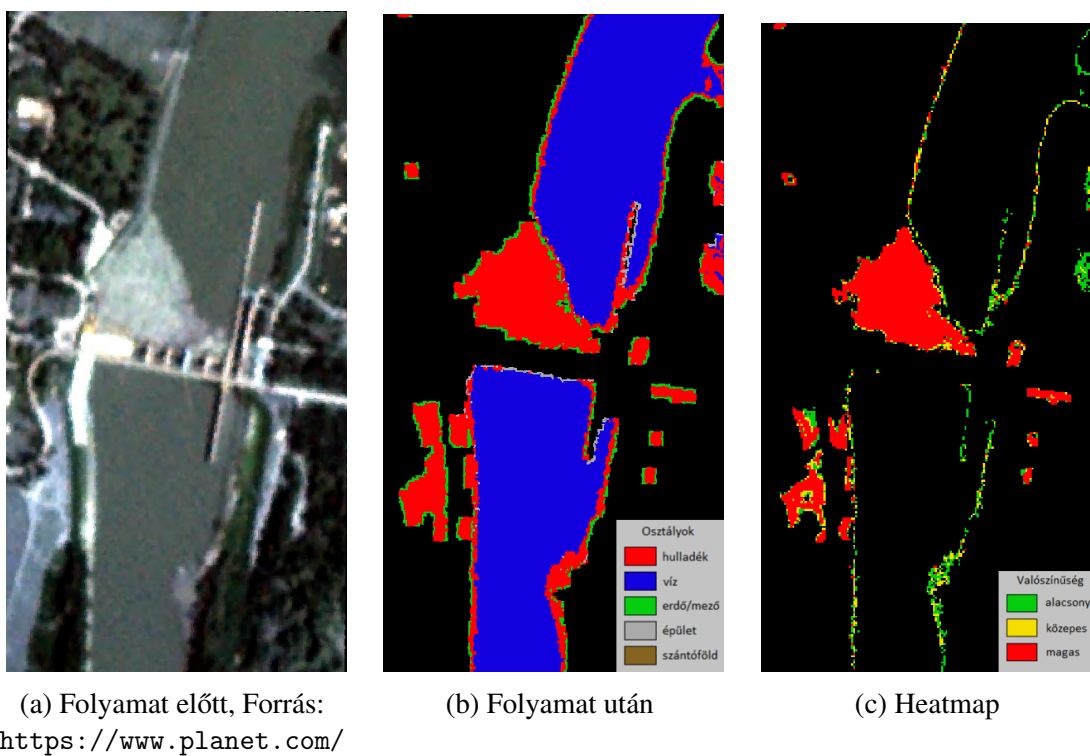 Osztályok
hulladék
víz
erdő/mező
épület
szántóföld
Valószínűség
alacsony
közepes
magas
(a) Folyamat előtt, Forrás:
https://www.planet.com/
(b) Folyamat után
(c) Heatmap